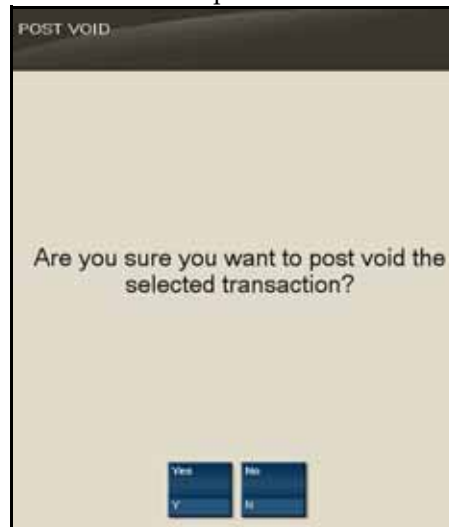 POST VOID
Are you sure you want to post void the
selected transaction?
Yes No
Y N